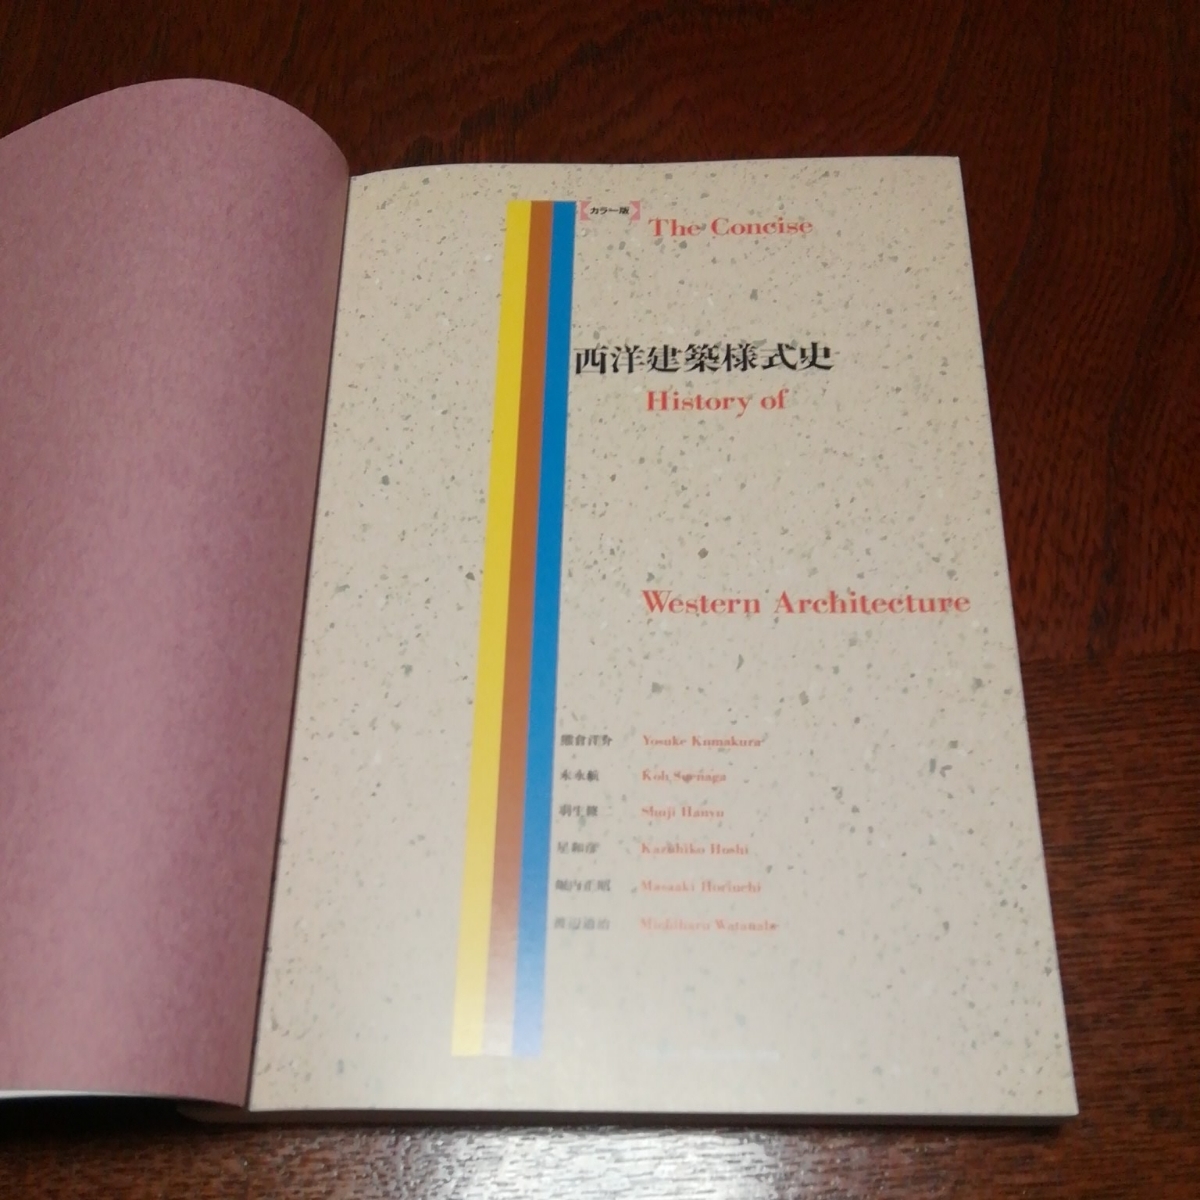 カラー版
The Concise
西洋建築様式史
History of
Western Architecture
熊倉洋介 Yosuke Kumakura
末永航 Koh Suenaga
羽生修二 Shuji Hanyu
星和彦 Kazuhiko Hoshi
堀内正昭 Masaaki Horiuchi
渡辺道治 Michiharu Watanabe